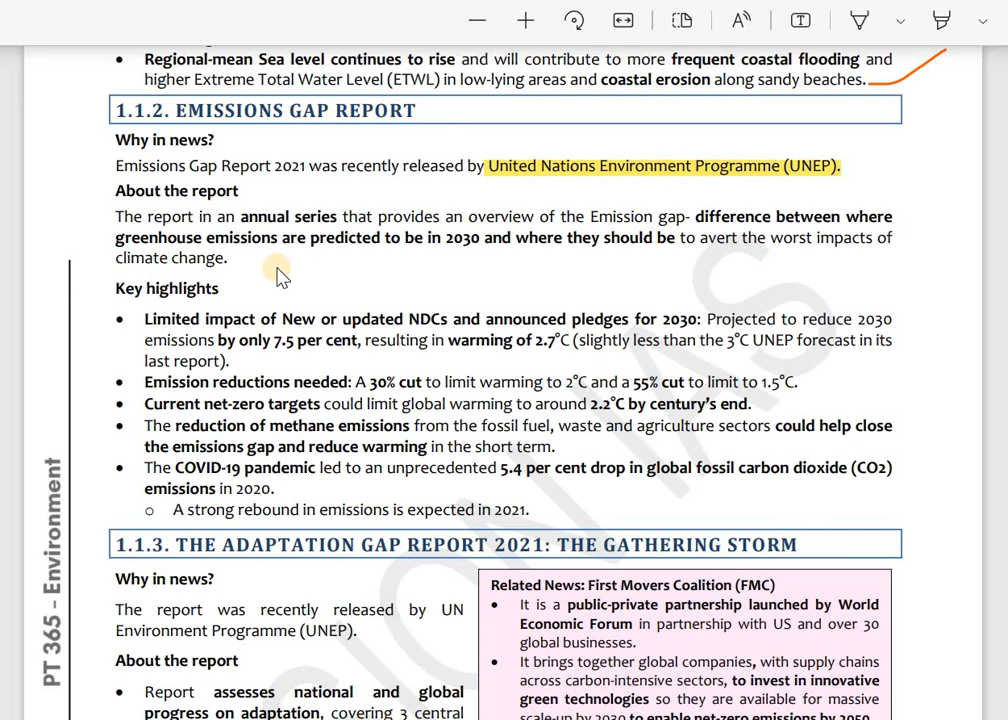 Regional-mean Sea level continues to rise and will contribute to more frequent coastal flooding and
higher Extreme Total Water Level (ETWL) in low-lying areas and coastal erosion along sandy beaches.
1.1.2. EMISSIONS GAP REPORT
Why in news?
Emissions Gap Report 2021 was recently released by United Nations Environment Programme (UNEP).
About the report
The report in an annual series that provides an overview of the Emission gap- difference between where
greenhouse emissions are predicted to be in 2030 and where they should be to avert the worst impacts of
climate change.
Key highlights
• Limited impact of New or updated NDCs and announced pledges for 2030: Projected to reduce 2030
emissions by only 7.5 per cent, resulting in warming of 2.7°C (slightly less than the 3°C UNEP forecast in its
last report).
• Emission reductions needed: A 30% cut to limit warming to 2°C and a 55% cut to limit to 1.5°C.
• Current net-zero targets could limit global warming to around 2.2°C by century's end.
• The reduction of methane emissions from the fossil fuel, waste and agriculture sectors could help close
the emissions gap and reduce warming in the short term.
• The COVID-19 pandemic led to an unprecedented 5.4 per cent drop in global fossil carbon dioxide (CO2)
emissions in 2020.
o A strong rebound in emissions is expected in 2021.
1.1.3. THE ADAPTATION GAP REPORT 2021: THE GATHERING STORM
Why in news?
The report was recently released by UN
Environment Programme (UNEP).
About the report
• Report assesses national and global
progress on adaptation, covering 3 central
Related News: First Movers Coalition (FMC)
• It is a public-private partnership launched by World
Economic Forum in partnership with US and over 30
global businesses.
• It brings together global companies, with supply chains
across carbon-intensive sectors, to invest in innovative
green technologies so they are available for massive
scale-up by 2030 to enable net-zero emissions by 2050
PT 365 - Environment